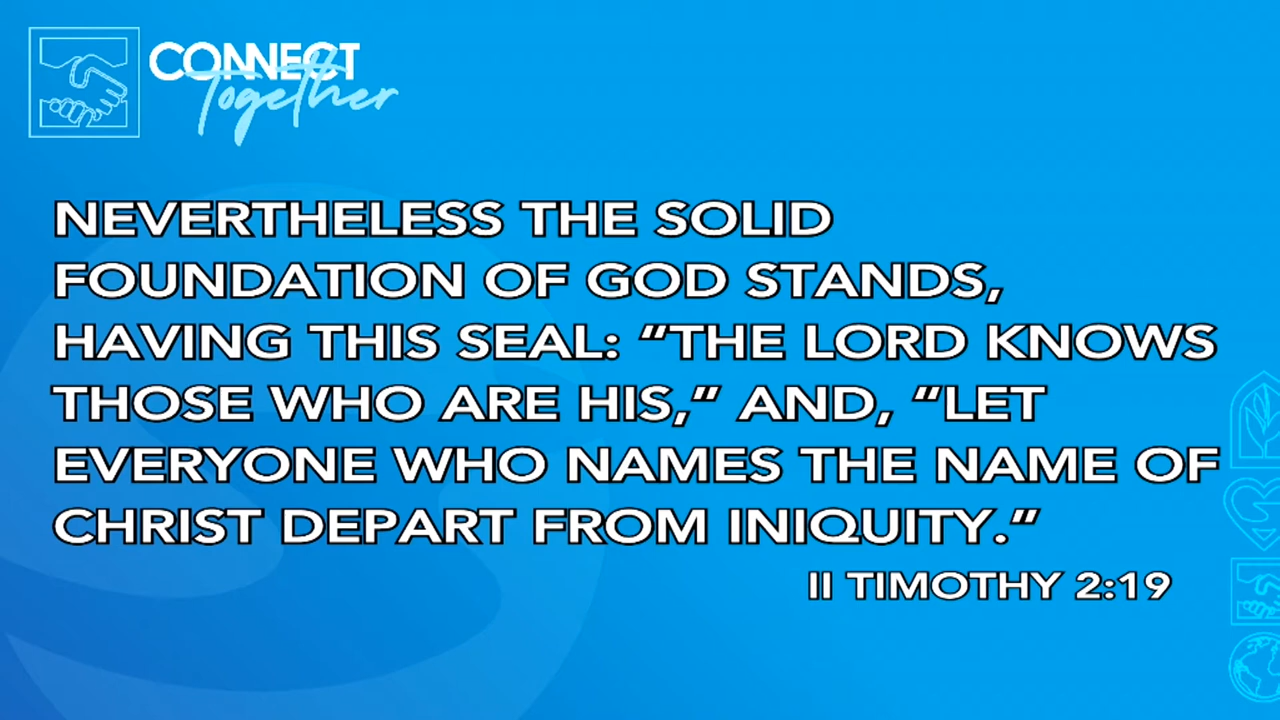 CONNECT
Together
NEVERTHELESS THE SOLID
FOUNDATION OF GOD STANDS,
HAVING THIS SEAL: “THE LORD KNOWS
THOSE WHO ARE HIS,” AND, “LET
EVERYONE WHO NAMES THE NAME OF
CHRIST DEPART FROM INIQUITY.“
II TIMOTHY 2:19